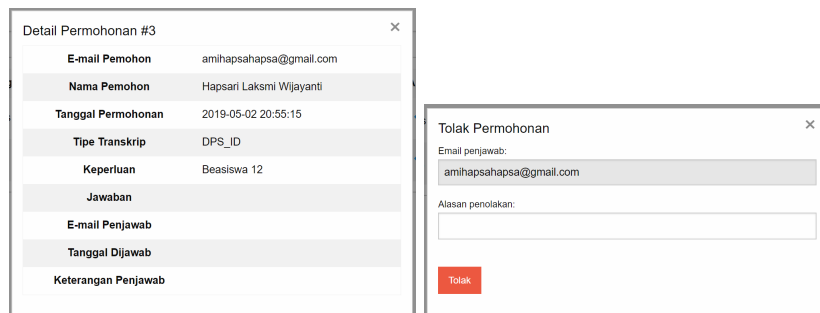 Detail Permohonan #3 ×
E-mail Pemohon amihapsahapsa@gmail.com
Nama Pemohon Hapsari Laksmi Wijayanti
Tanggal Permohonan 2019-05-02 20:55:15
Tipe Transkrip DPS_ID
Keperluan Beasiswa 12
Jawaban
E-mail Penjawab
Tanggal Dijawab
Keterangan Penjawab
Tolak Permohonan ×
Email penjawab:
amihapsahapsa@gmail.com
Alasan penolakan:
Tolak